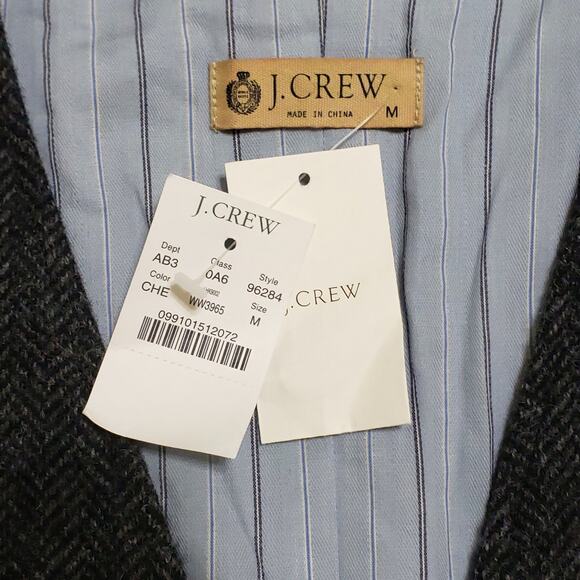 J.CREW
MADE IN CHINA
M
J.CREW
Dept Class Style
AB3 0A6 96284
Color Size
CHE WW3965 M
099101512072
J.CREW